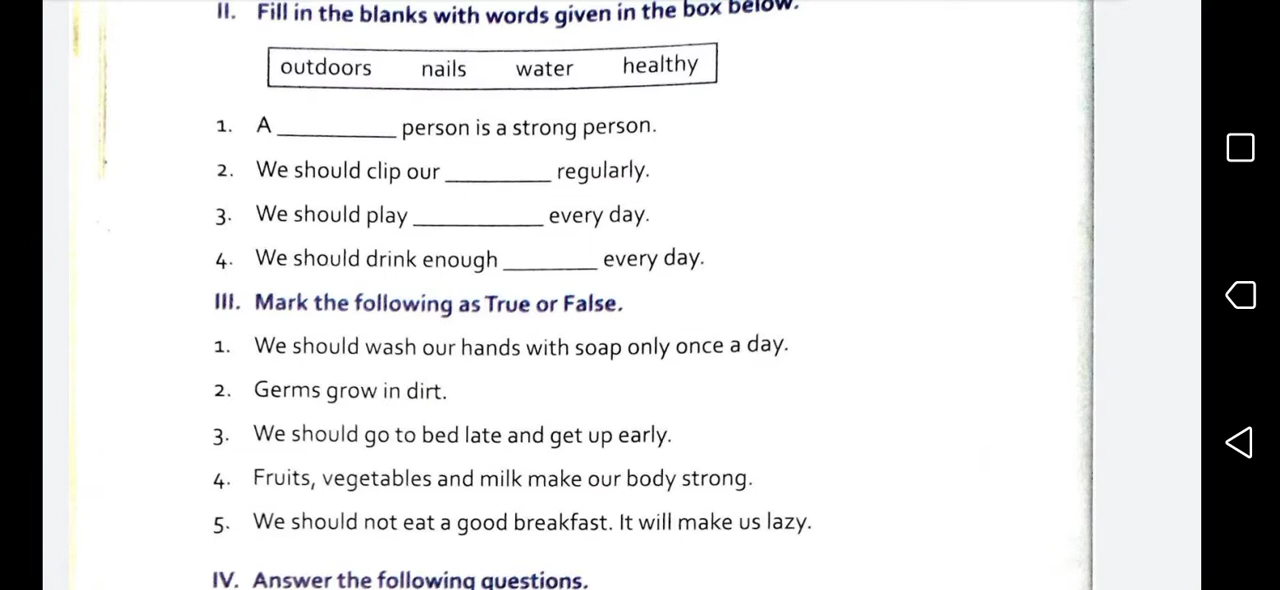 II. Fill in the blanks with words given in the box below.
outdoors nails water healthy
1. A __________ person is a strong person.
2. We should clip our _________ regularly.
3. We should play ___________ every day.
4. We should drink enough ________ every day.
III. Mark the following as True or False.
1. We should wash our hands with soap only once a day.
2. Germs grow in dirt.
3. We should go to bed late and get up early.
4. Fruits, vegetables and milk make our body strong.
5. We should not eat a good breakfast. It will make us lazy.
IV. Answer the following questions.